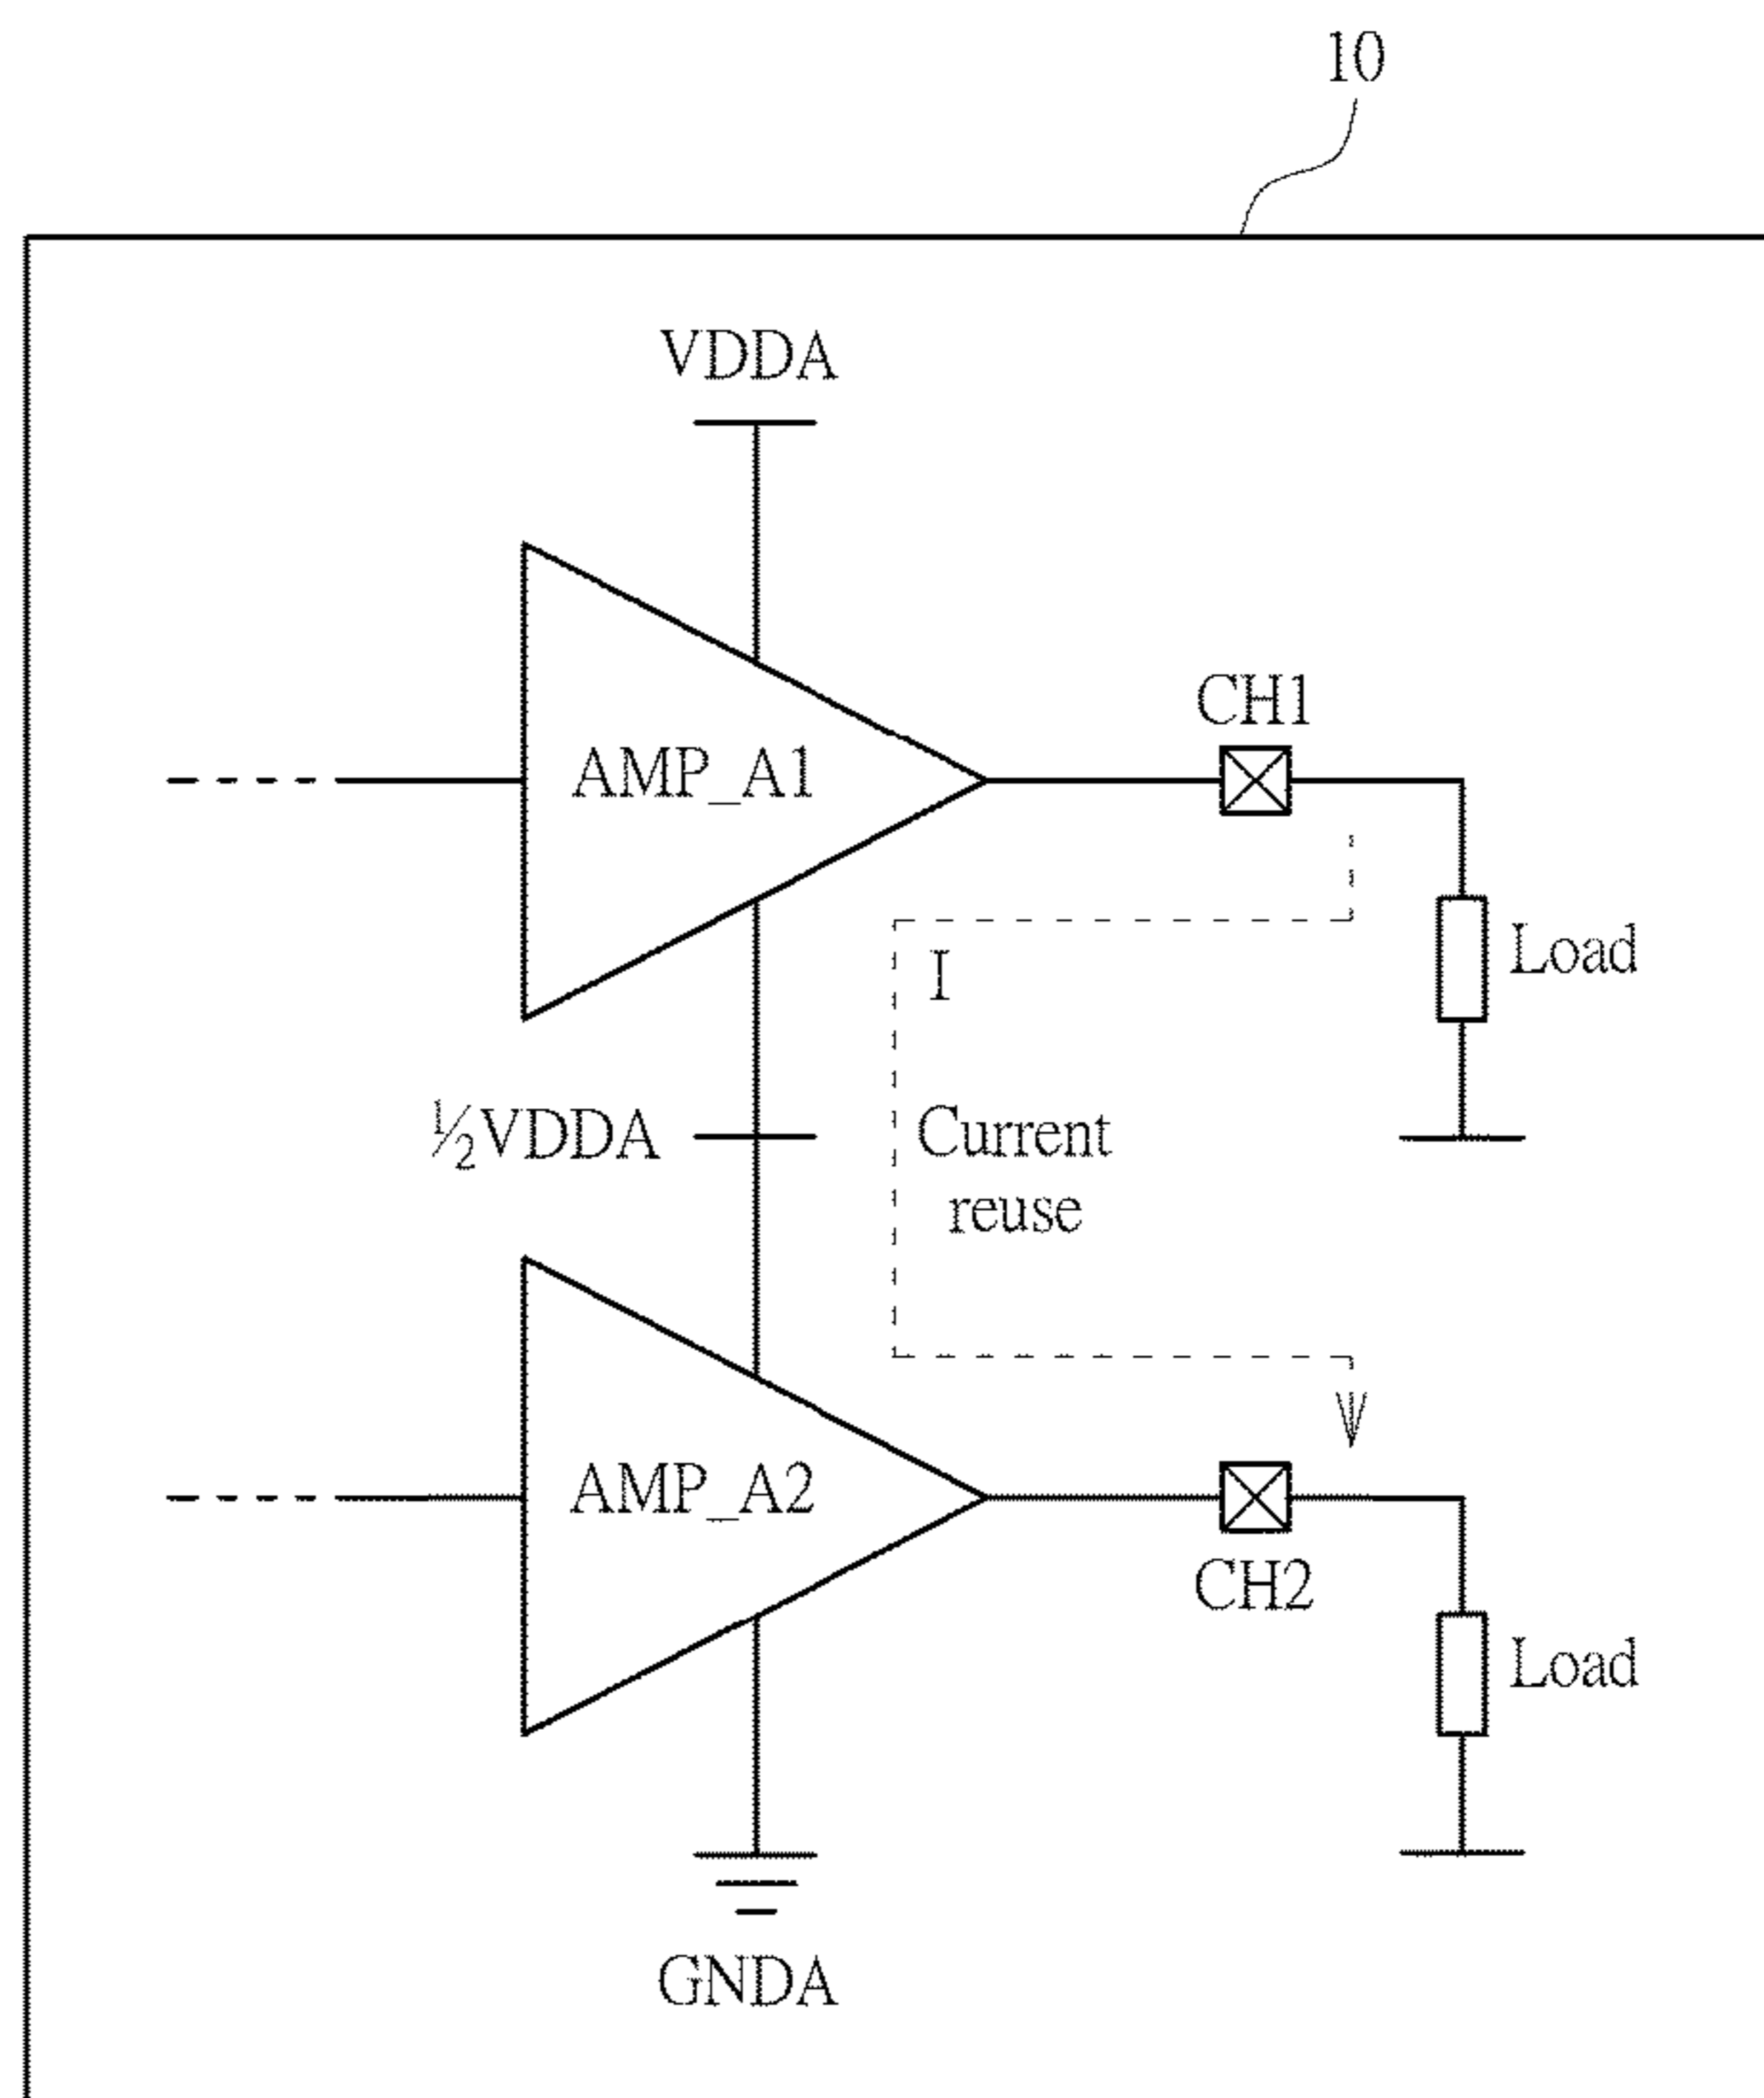 10
VDDA
CH1
AMP_A1
Load
I
½VDDA
Current
reuse
AMP_A2
CH2
Load
GNDA